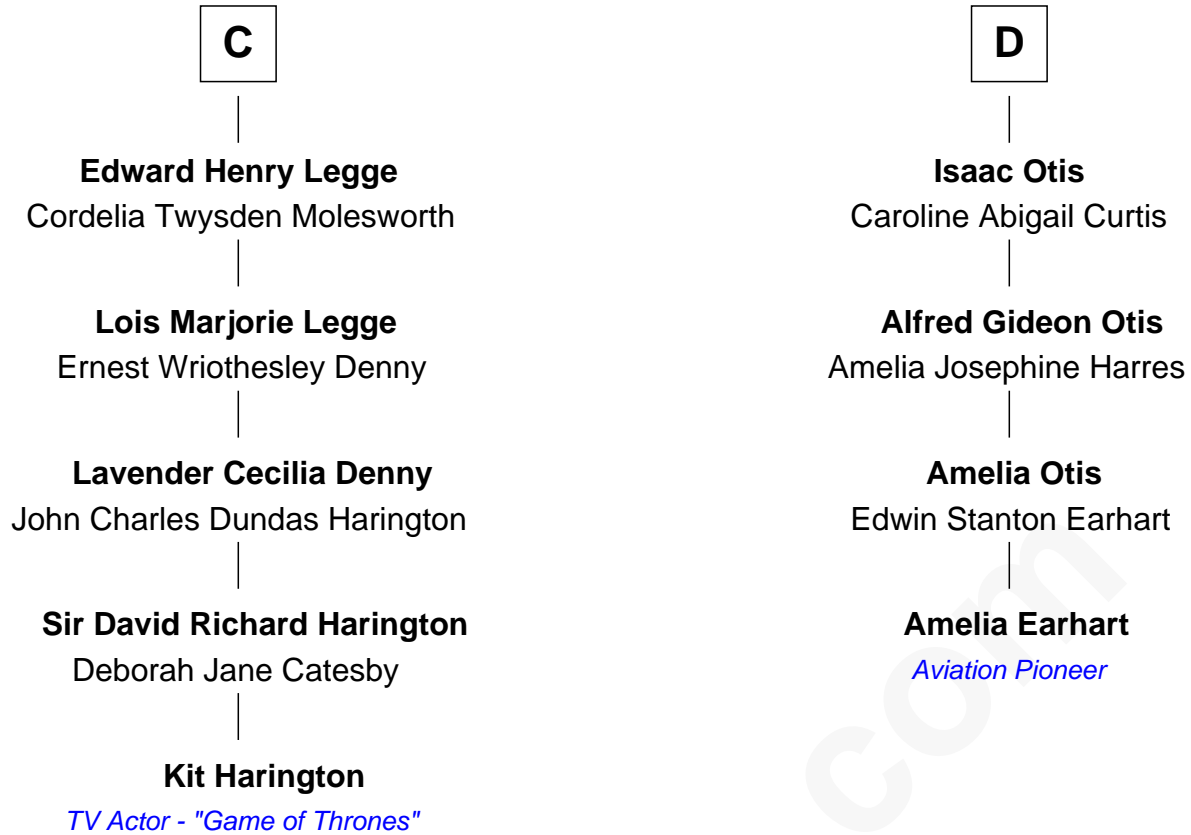 C
Edward Henry Legge
Cordelia Twysden Molesworth
Lois Marjorie Legge
Ernest Wriothesley Denny
Lavender Cecilia Denny
John Charles Dundas Harington
Sir David Richard Harington
Deborah Jane Catesby
Kit Harington
TV Actor - "Game of Thrones"
D
Isaac Otis
Caroline Abigail Curtis
Alfred Gideon Otis
Amelia Josephine Harres
Amelia Otis
Edwin Stanton Earhart
Amelia Earhart
Aviation Pioneer
com